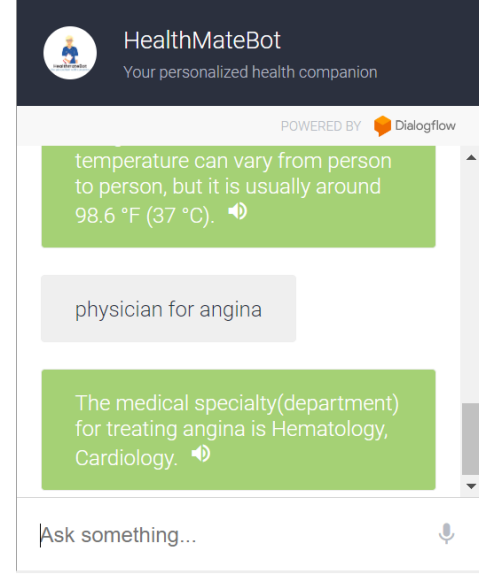 HealthMateBot
Your personalized health companion
POWERED BY Dialogflow
temperature can vary from person
to person, but it is usually around
98.6 °F (37 °C).
physician for angina
The medical specialty(department)
for treating angina is Hematology,
Cardiology.
Ask something...